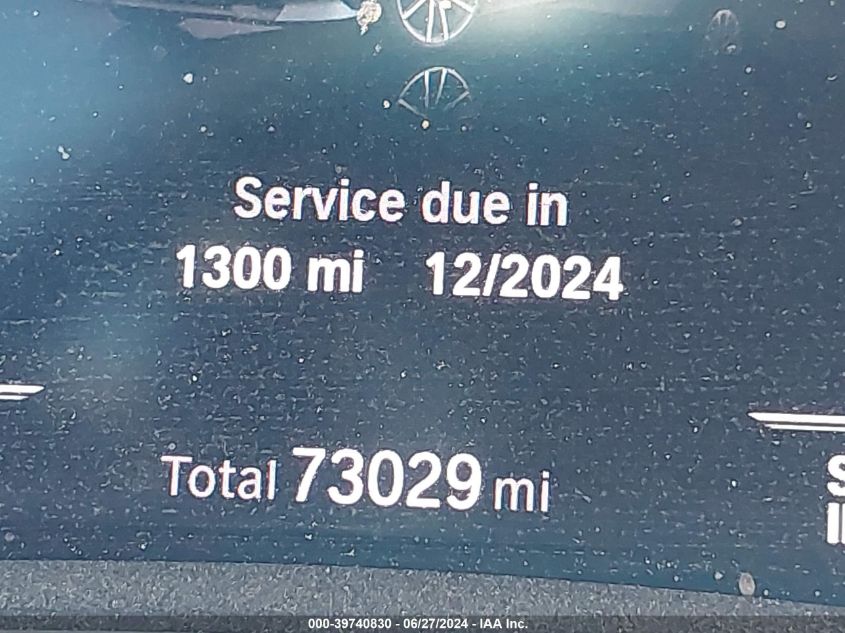 Service due in
1300 mi 12/2024
Total 73029 mi
S
000-39740830 - 06/27/2024 - IAA Inc.